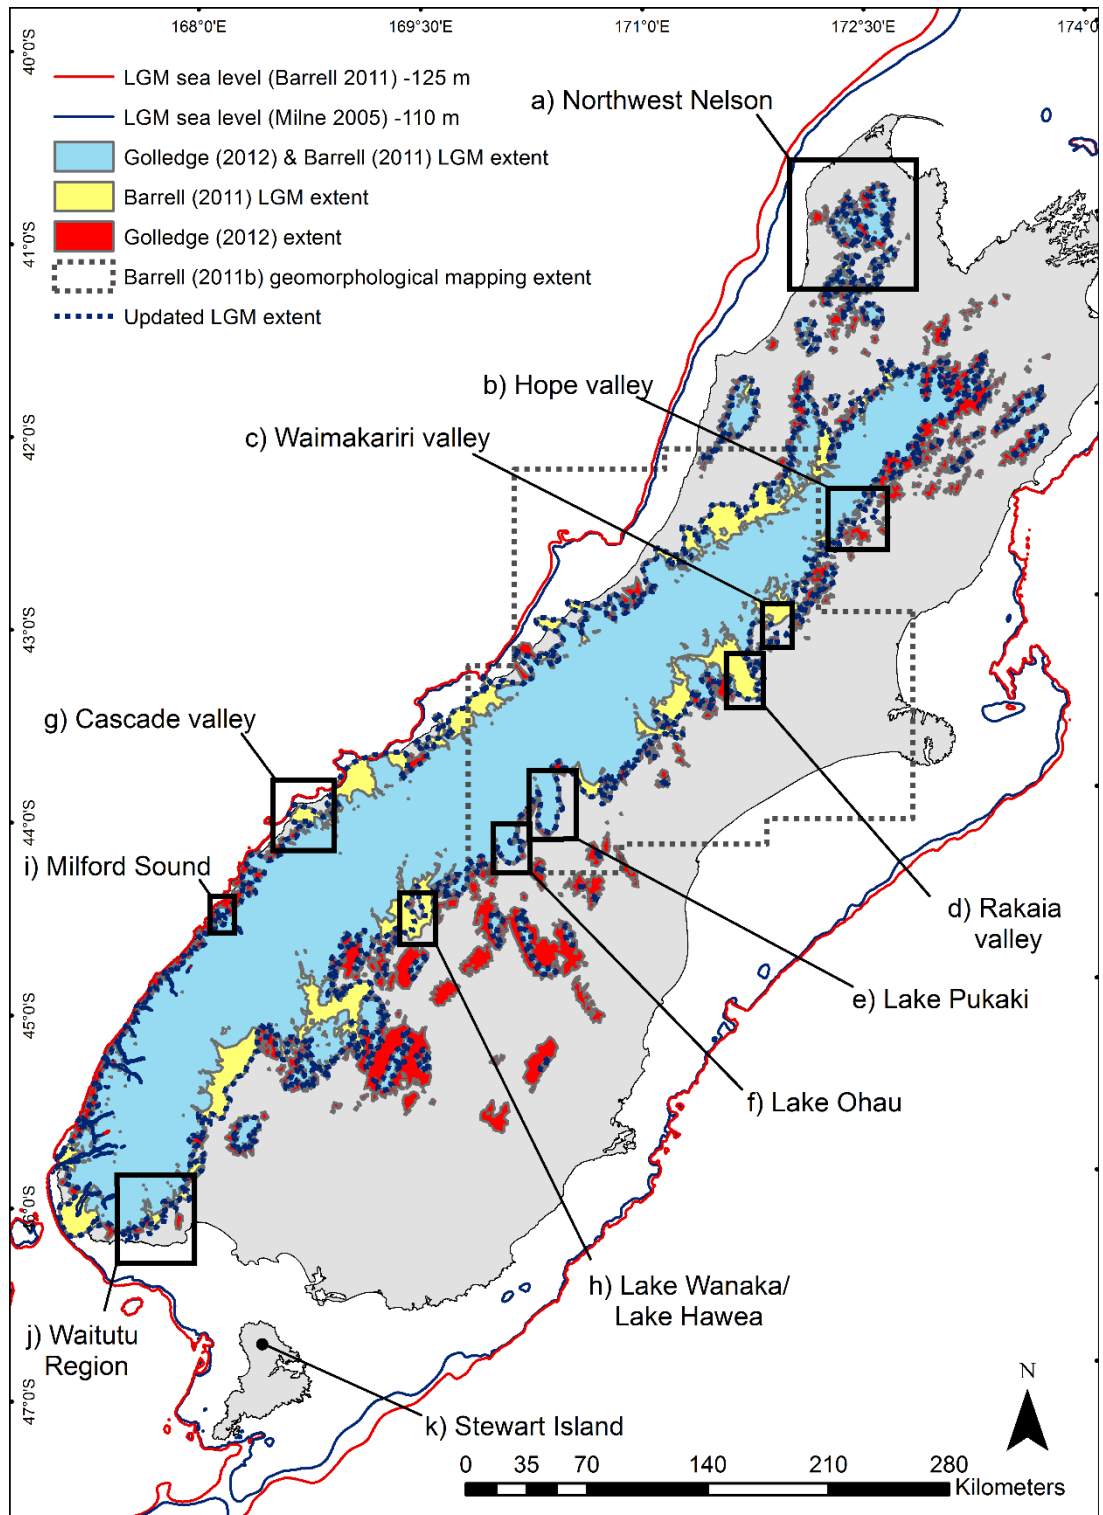 168°0'E 169°30'E 171°0'E 172°30'E 174°0'
40°0'S
LGM sea level (Barrell 2011) -125 m
LGM sea level (Milne 2005) -110 m
Golledge (2012) & Barrell (2011) LGM extent
Barrell (2011) LGM extent
Golledge (2012) extent
Barrell (2011b) geomorphological mapping extent
Updated LGM extent
a) Northwest Nelson
41°0'S
b) Hope valley
c) Waimakariri valley
42°0'S
43°0'S
g) Cascade valley
44°0'S
i) Milford Sound
d) Rakaia
valley
e) Lake Pukaki
45°0'S
f) Lake Ohau
46°0'S
h) Lake Wanaka/
Lake Hawea
j) Waitutu
Region
47°0'S
k) Stewart Island
N
0 35 70 140 210 280
Kilometers